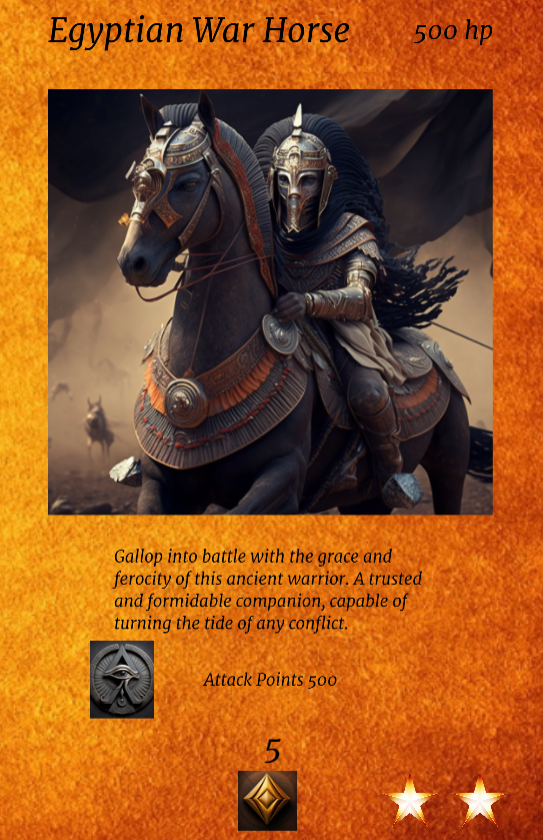 Egyptian War Horse 500 hp
Gallop into battle with the grace and
ferocity of this ancient warrior. A trusted
and formidable companion, capable of
turning the tide of any conflict.
Attack Points 500
5